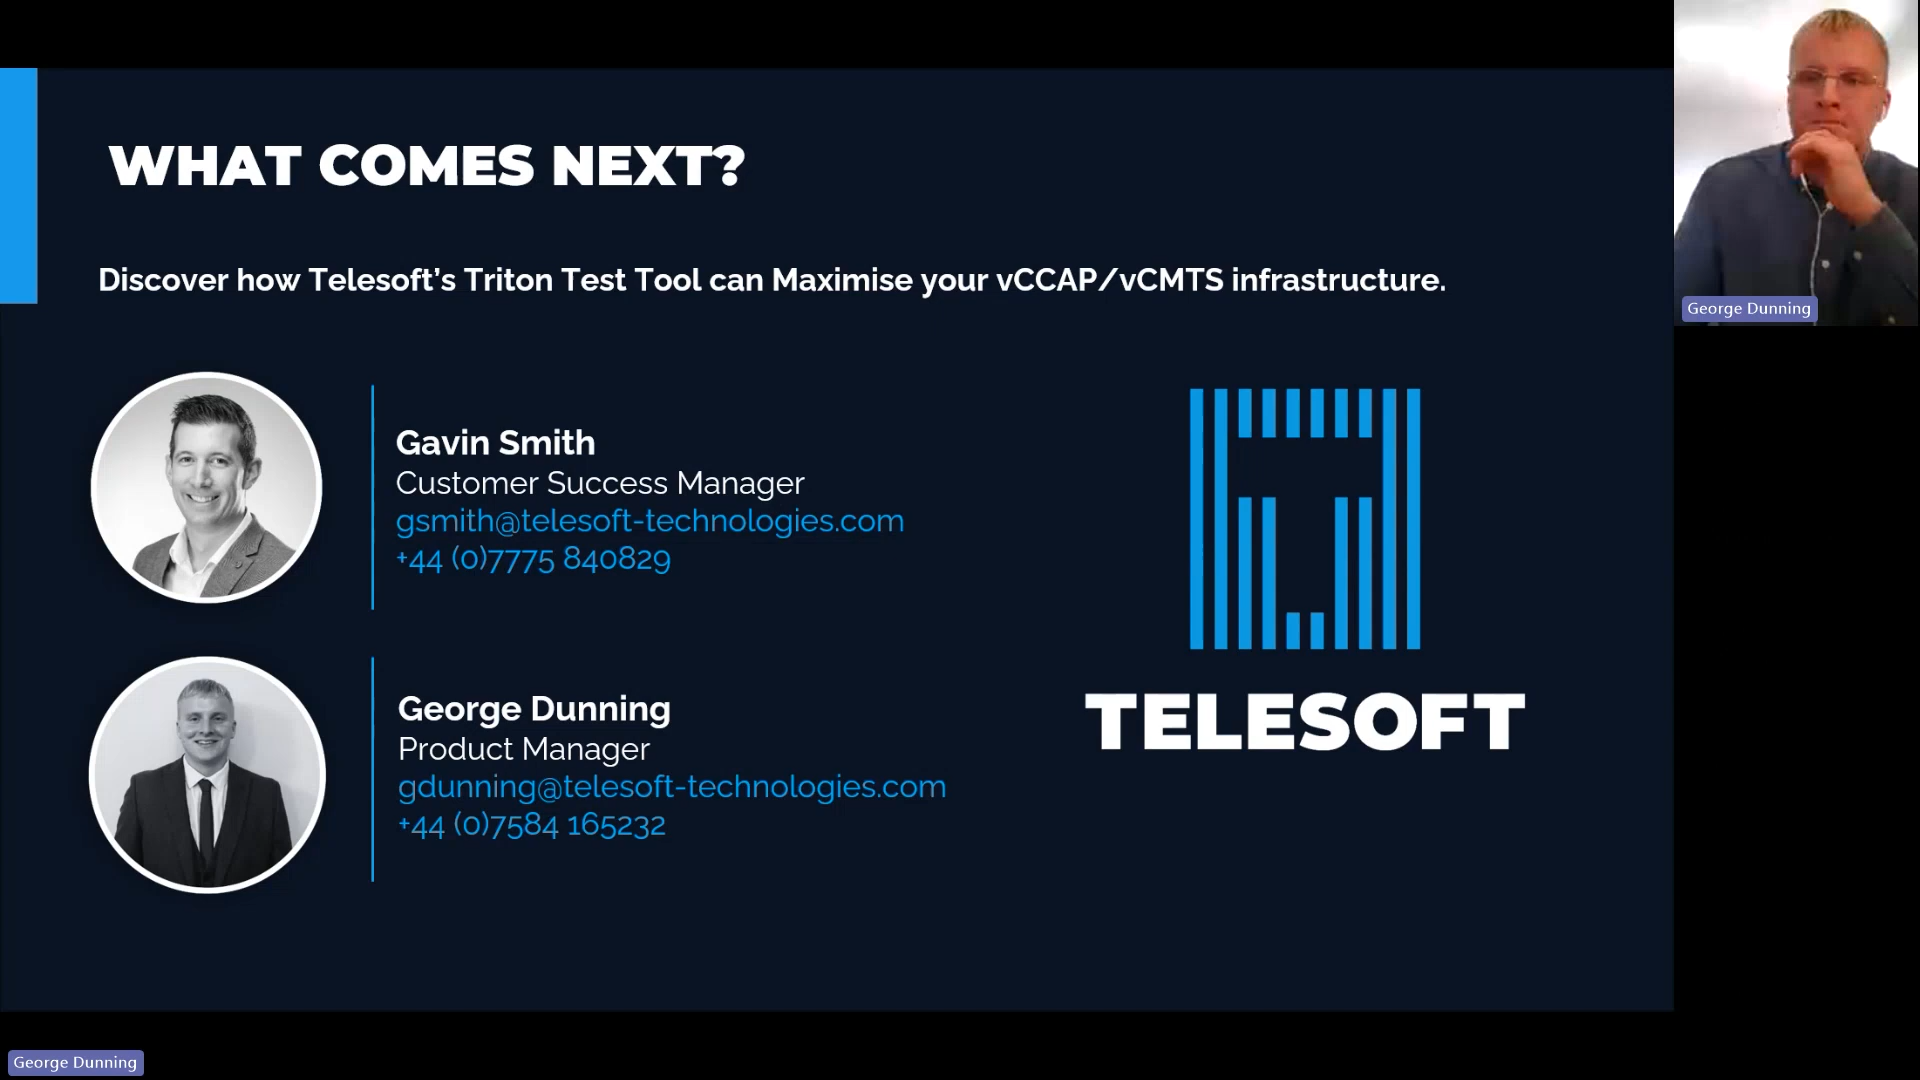 WHAT COMES NEXT?
Discover how Telesoft’s Triton Test Tool can Maximise your vCCAP/vCMTS infrastructure.
Gavin Smith
Customer Success Manager
gsmith@telesoft-technologies.com
+44 (0)7775 840829
George Dunning
Product Manager
gdunning@telesoft-technologies.com
+44 (0)7584 165232
TELESOFT
George Dunning
George Dunning